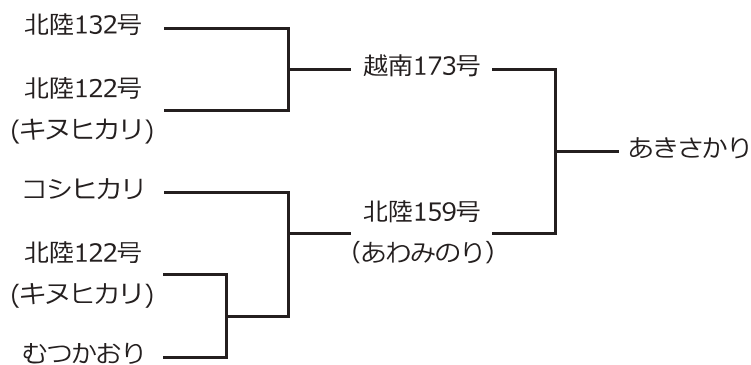 北陸132号
北陸122号
(キヌヒカリ)
越南173号
コシヒカリ
北陸122号
(キヌヒカリ)
むつかおり
北陸159号
(あわみのり)
あきさかり